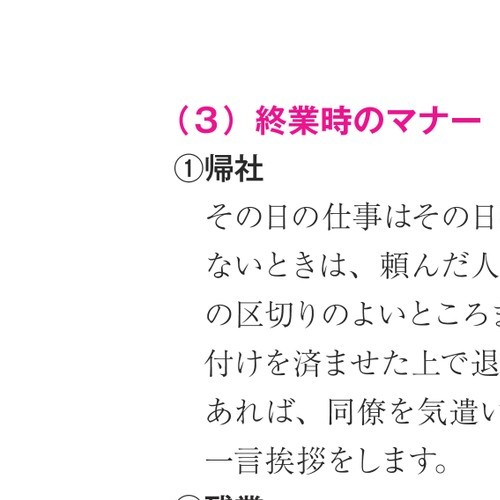 （３）終業時のマナー
①帰社
その日の仕事はその日
ないときは、頼んだ人
の区切りのよいところ
付けを済ませた上で退
あれば、同僚を気遣い
一言挨拶をします。